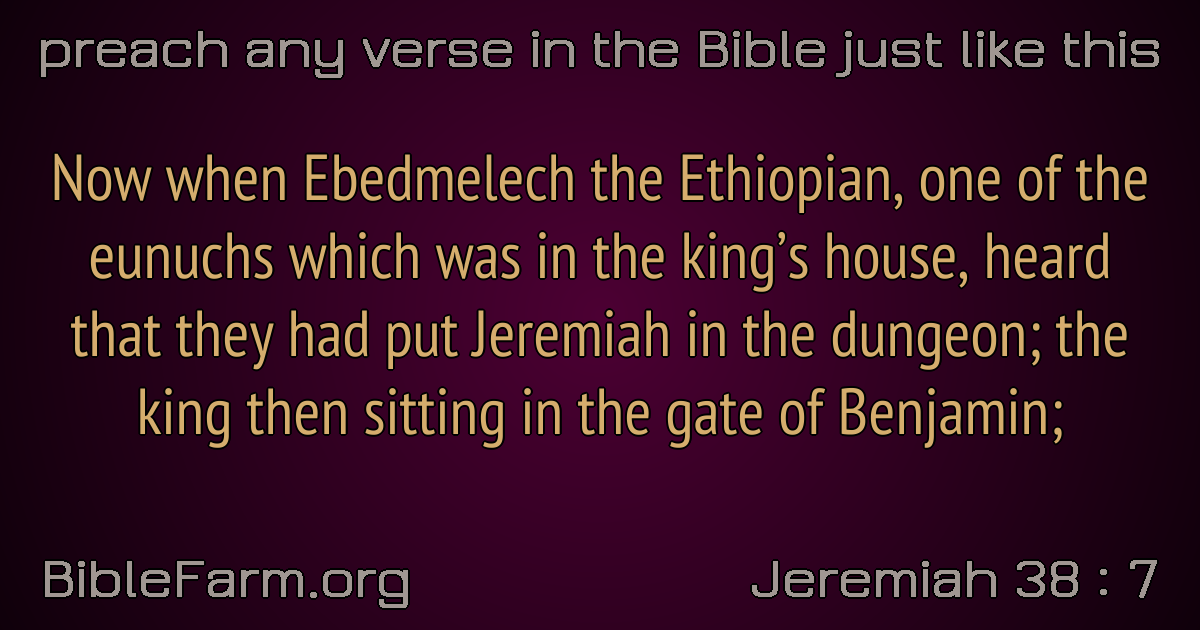 preach any verse in the Bible just like this
Now when Ebedmelech the Ethiopian, one of the
eunuchs which was in the king’s house, heard
that they had put Jeremiah in the dungeon; the
king then sitting in the gate of Benjamin;
BibleFarm.org
Jeremiah 38 : 7